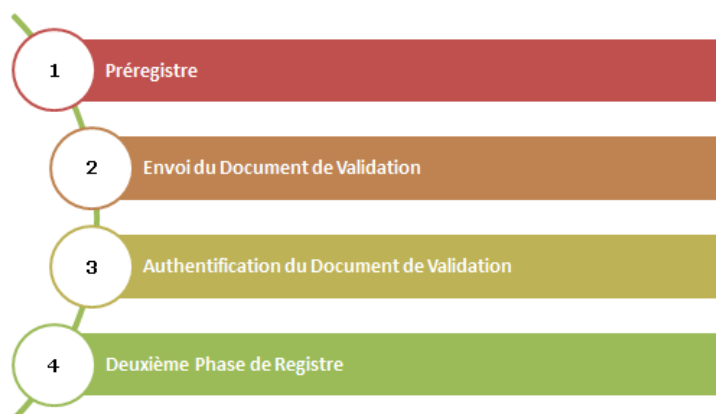 1 Préregistre
2 Envoi du Document de Validation
3 Authentification du Document de Validation
4 Deuxième Phase de Registre